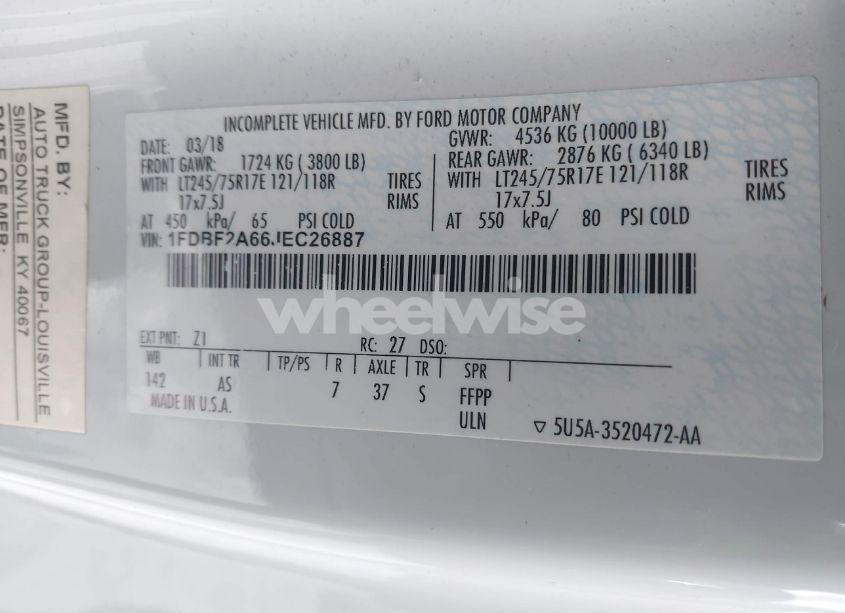 MFD. BY:
AUTO TRUCK GROUP-LOUISVILLE
SIMPSONVILLE, KY 40067
DATE OF MFR:
INCOMPLETE VEHICLE MFD. BY FORD MOTOR COMPANY
DATE: 03/18 GVWR: 4536 KG (10000 LB)
FRONT GAWR: 1724 KG ( 3800 LB) REAR GAWR: 2876 KG ( 6340 LB)
WITH LT245/75R17E 121/118R TIRES WITH LT245/75R17E 121/118R TIRES
17x7.5J RIMS 17x7.5J RIMS
AT 450 kPa/ 65 PSI COLD AT 550 kPa/ 80 PSI COLD
VIN: 1FDBF2A66JEC26887
wheelwise
EXT PNT: Z1 RC: 27 DSO:
WB INT TR TP/PS R AXLE TR SPR
142 AS 7 37 S FFPP
MADE IN U.S.A. ULN
▽ 5U5A-3520472-AA